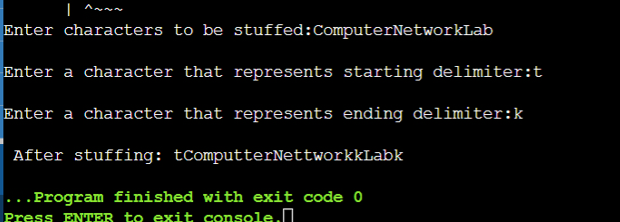 | ^~~~
Enter characters to be stuffed:ComputerNetworkLab
Enter a character that represents starting delimiter:t
Enter a character that represents ending delimiter:k
After stuffing: tComputterNettworkkLabk
...Program finished with exit code 0
Press ENTER to exit console.